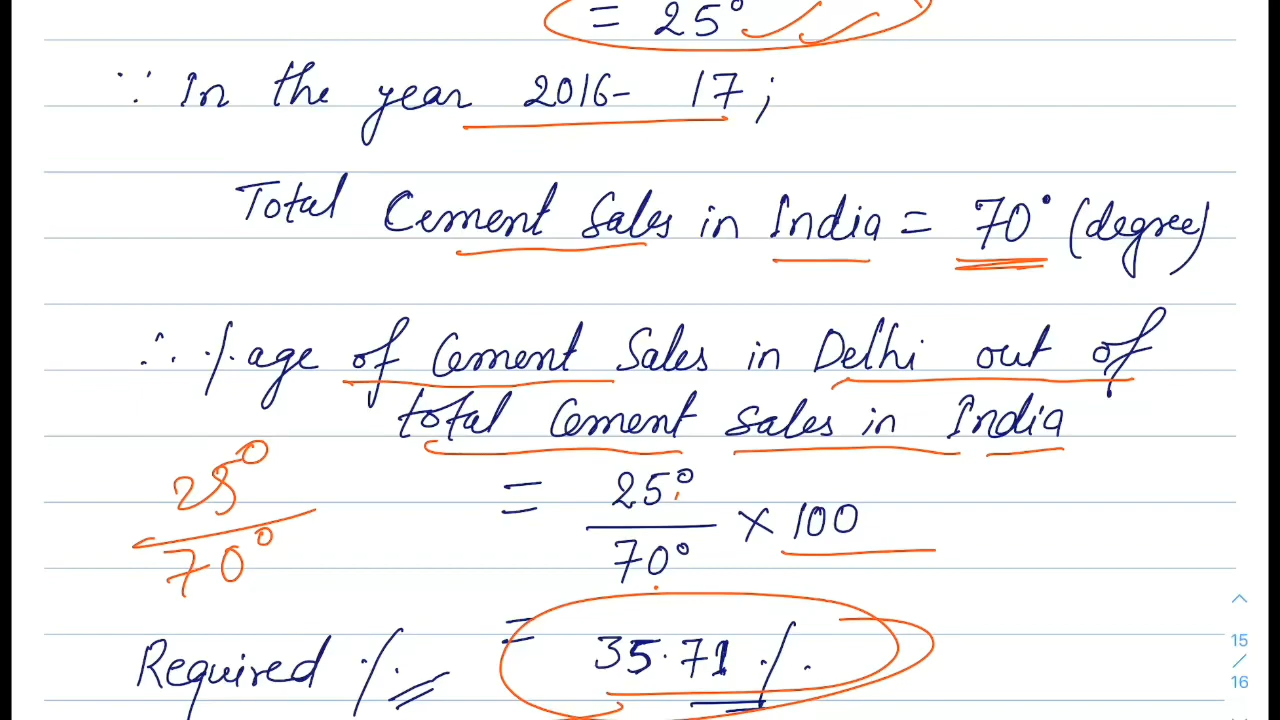 = 25°
∵ In the year 2016-17;
Total Cement Sales in India = 70° (degree)
∴ %age of Cement Sales in Delhi out of
total Cement sales in India
25°
70°
= 25°
70° × 100
Required % = 35.71 %.
15
/
16